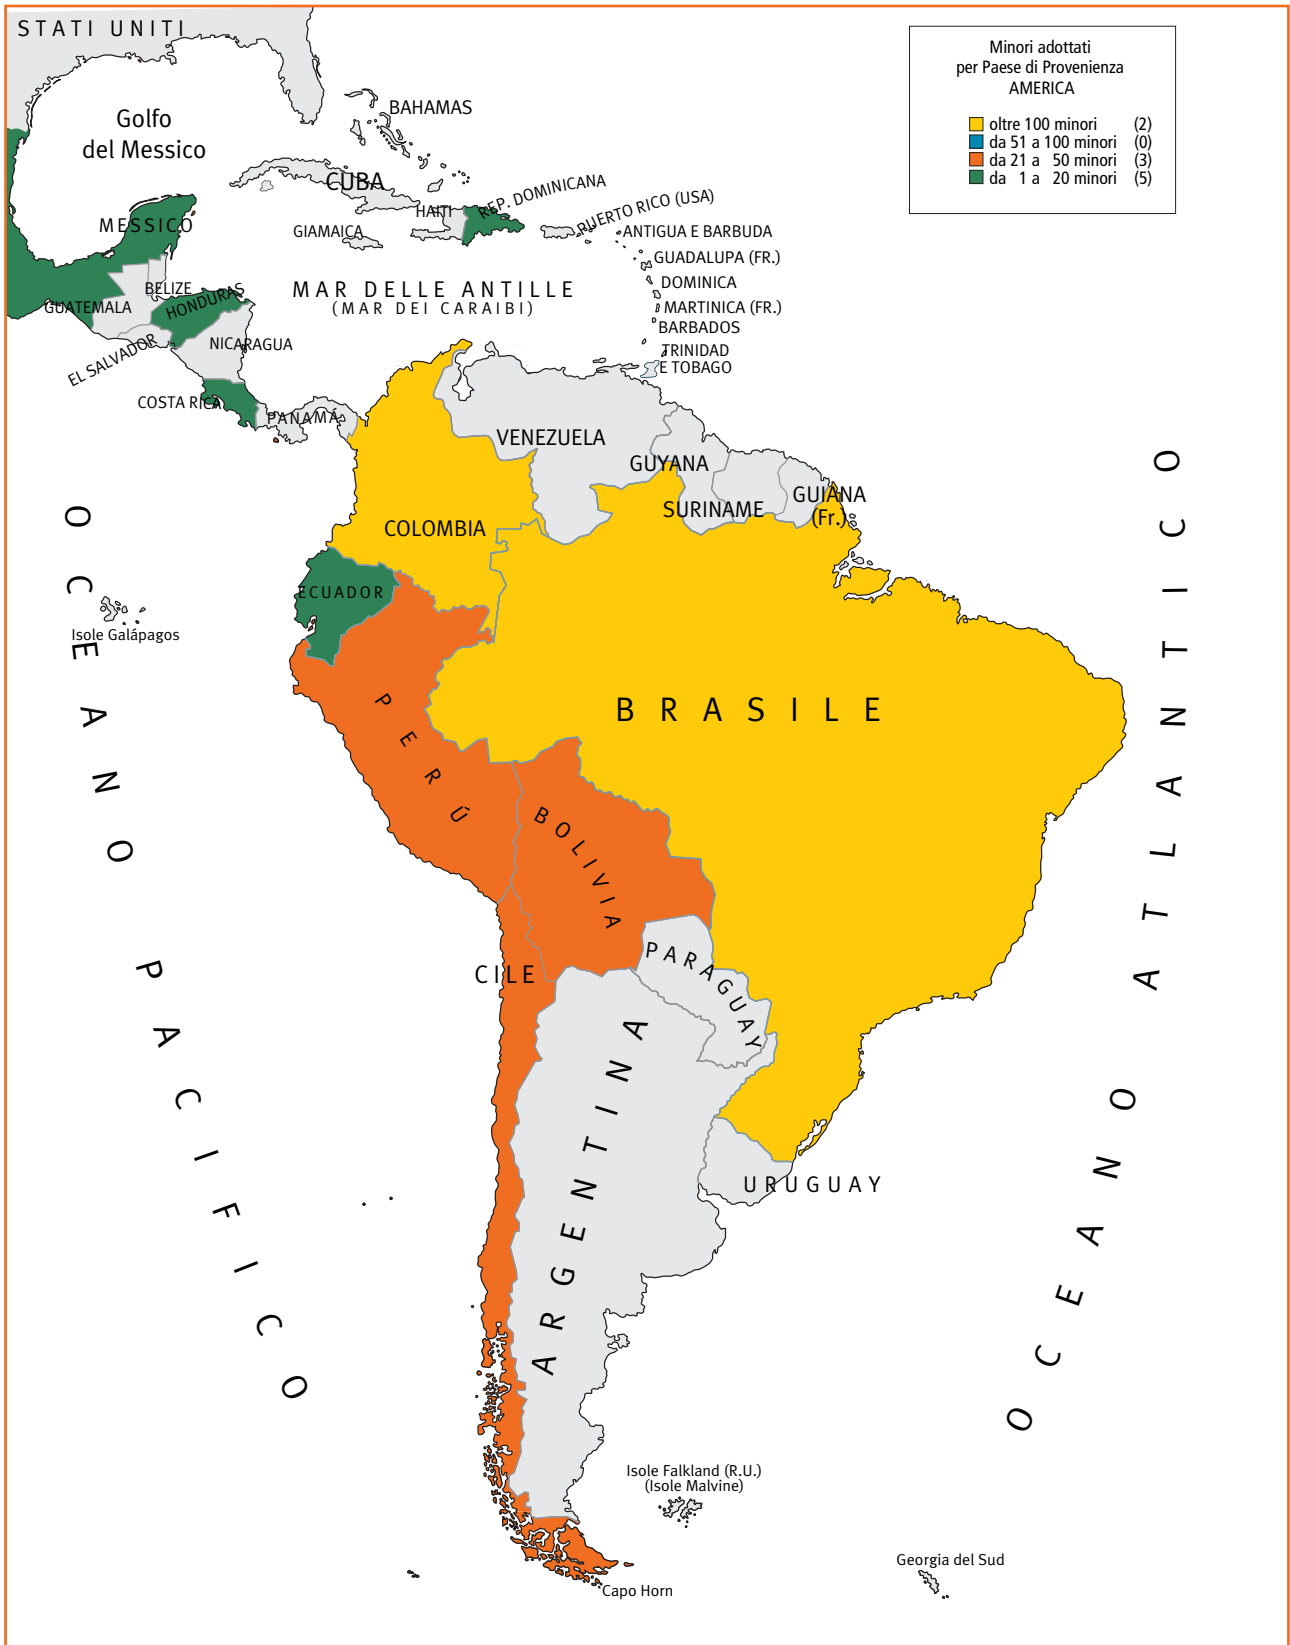 STATI UNITI
Minori adottati
per Paese di Provenienza
AMERICA
oltre 100 minori (2)
da 51 a 100 minori (0)
da 21 a 50 minori (3)
da 1 a 20 minori (5)
Golfo
del Messico
BAHAMAS
CUBA
HAITI
REP. DOMINICANA
PUERTO RICO (USA)
GIAMAICA
ANTIGUA E BARBUDA
GUADALUPA (FR.)
DOMINICA
MARTINICA (FR.)
BARBADOS
TRINIDAD
E TOBAGO
MESSICO
BELIZE
GUATEMALA
HONDURAS
EL SALVADOR
NICARAGUA
COSTA RICA
PANAMÁ
MAR DELLE ANTILLE
(MAR DEI CARAIBI)
VENEZUELA
GUYANA
SURINAME
GUIANA
(Fr.)
COLOMBIA
ECUADOR
Isole Galápagos
PERÚ
BRASILE
BOLIVIA
CILE
PARAGUAY
ARGENTINA
URUGUAY
OCEANO PACIFICO
OCEANO ATLANTICO
Isole Falkland (R.U.)
(Isole Malvine)
Georgia del Sud
Capo Horn